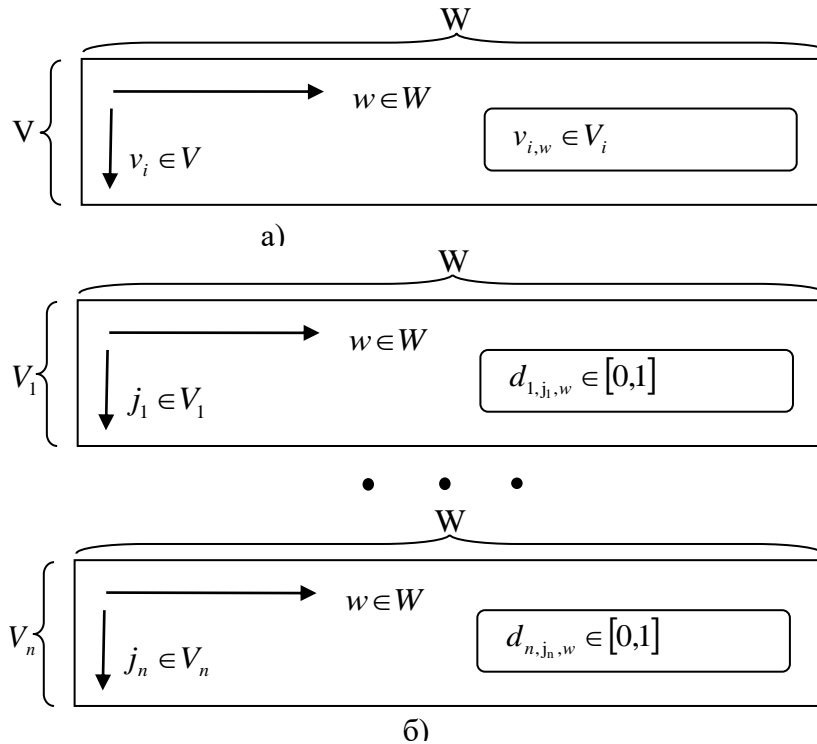 W
w ∈ W
V
v_{i,w} ∈ V_i
v_i ∈ V
а)
W
w ∈ W
V_1
d_{1,j_1,w} ∈ [0,1]
j_1 ∈ V_1
• • •
W
w ∈ W
V_n
d_{n,j_n,w} ∈ [0,1]
j_n ∈ V_n
б)